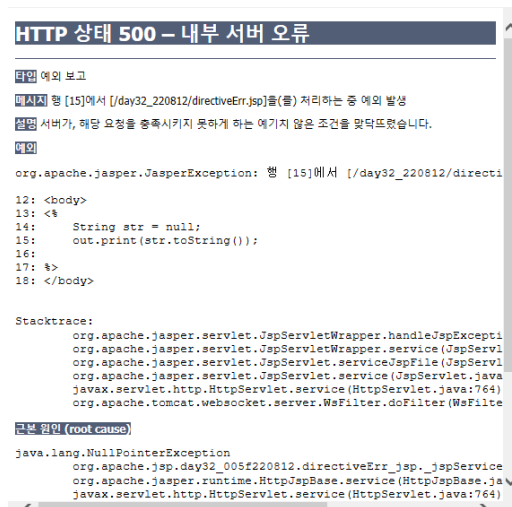 HTTP 상태 500 – 내부 서버 오류
타입 예외 보고
메시지 행 [15]에서 [/day32_220812/directiveErr.jsp]을(를) 처리하는 중 예외 발생
설명 서버가, 해당 요청을 충족시키지 못하게 하는 예기치 않은 조건을 맞닥뜨렸습니다.
예외
org.apache.jasper.JasperException: 행 [15]에서 [/day32_220812/directi
12: <body>
13: <%
14:     String str = null;
15:     out.print(str.toString());
16:
17: %>
18: </body>
Stacktrace:
org.apache.jasper.servlet.JspServletWrapper.handleJspExcepti
org.apache.jasper.servlet.JspServletWrapper.service(JspServl
org.apache.jasper.servlet.JspServlet.serviceJspFile(JspServl
org.apache.jasper.servlet.JspServlet.service(JspServlet.java
javax.servlet.http.HttpServlet.service(HttpServlet.java:764)
org.apache.tomcat.websocket.server.WsFilter.doFilter(WsFilte
근본 원인 (root cause)
java.lang.NullPointerException
org.apache.jsp.day32_005f220812.directiveErr_jsp._jspService
org.apache.jasper.runtime.HttpJspBase.service(HttpJspBase.ja
javax.servlet.http.HttpServlet.service(HttpServlet.java:764)